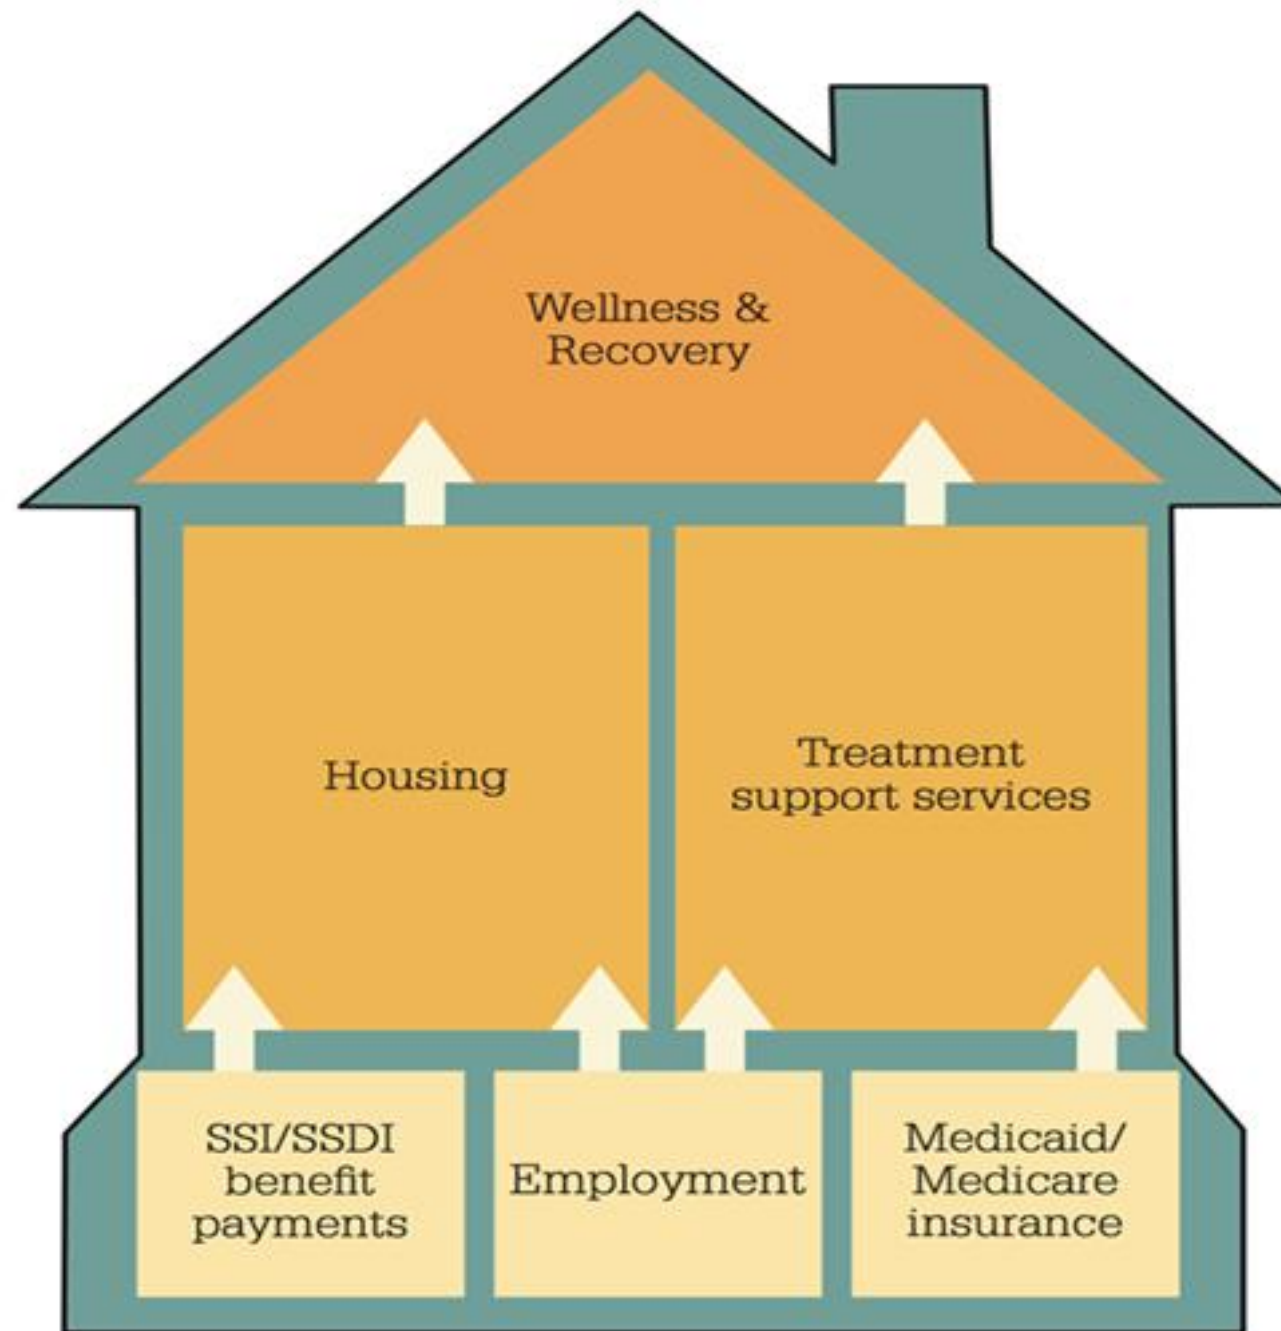 Wellness &
Recovery
Housing
Treatment
support services
SSI/SSDI
benefit
payments
Employment
Medicaid/
Medicare
insurance